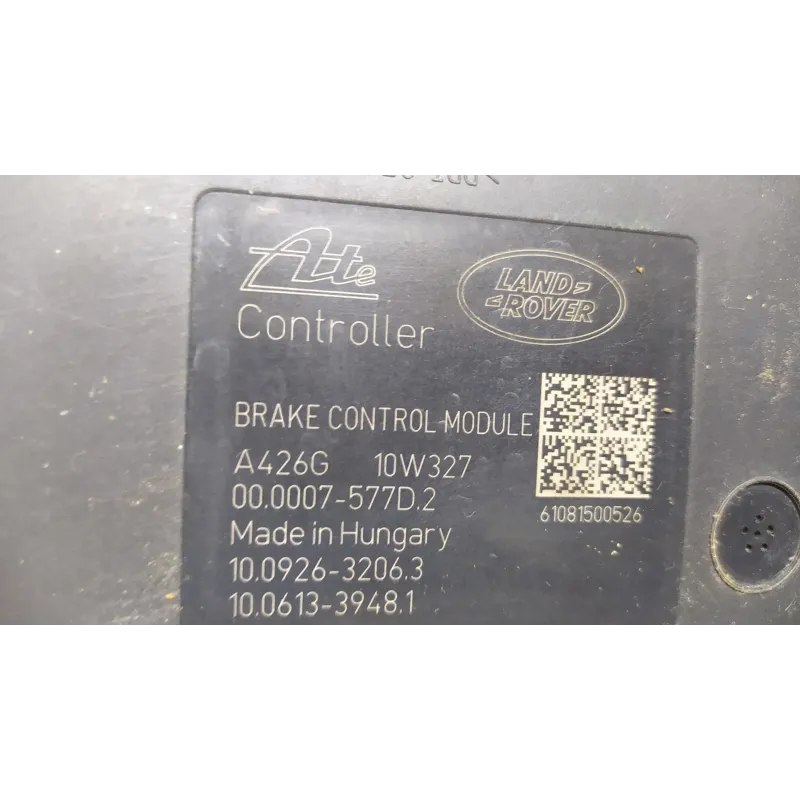 Ate
LAND-
ROVER
Controller
BRAKE CONTROL MODULE
A426G 10W327
00.0007-577D.2
61081500526
Made in Hungary
10.0926-3206.3
10.0613-3948.1